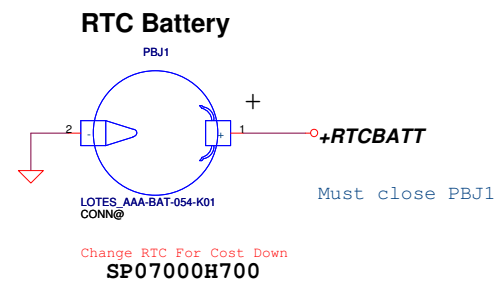 RTC Battery
PBJ1
+
2 - + 1 +RTCBATT
Must close PBJ1
LOTES_AAA-BAT-054-K01
CONN@
Change RTC For Cost Down
SP07000H700